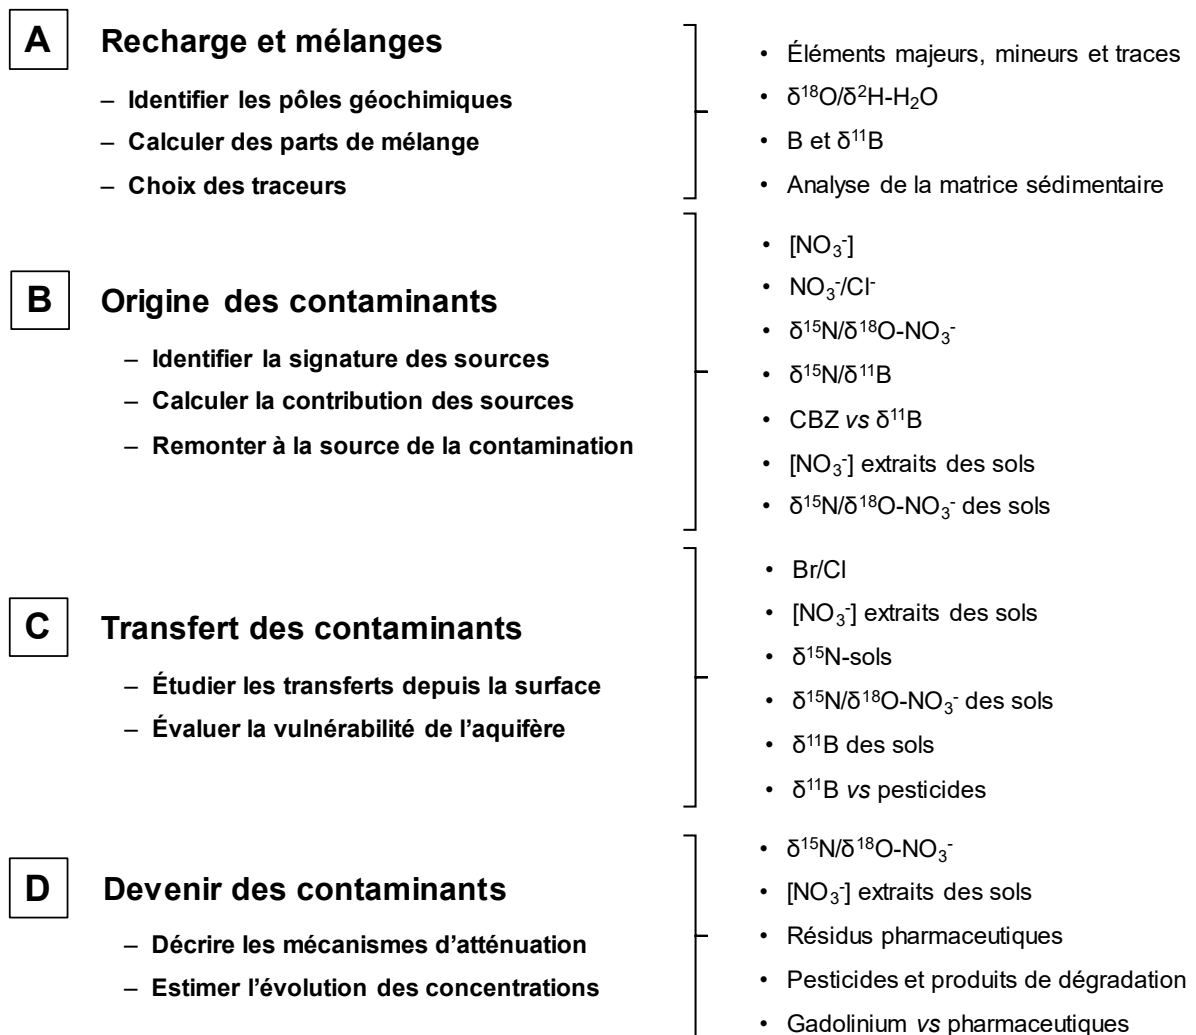 A
Recharge et mélanges
– Identifier les pôles géochimiques
– Calculer des parts de mélange
– Choix des traceurs
• Éléments majeurs, mineurs et traces
• δ¹⁸O/δ²H-H₂O
• B et δ¹¹B
• Analyse de la matrice sédimentaire
B
Origine des contaminants
– Identifier la signature des sources
– Calculer la contribution des sources
– Remonter à la source de la contamination
• [NO₃⁻]
• NO₃⁻/Cl⁻
• δ¹⁵N/δ¹⁸O-NO₃⁻
• δ¹⁵N/δ¹¹B
• CBZ vs δ¹¹B
• [NO₃⁻] extraits des sols
• δ¹⁵N/δ¹⁸O-NO₃⁻ des sols
C
Transfert des contaminants
– Étudier les transferts depuis la surface
– Évaluer la vulnérabilité de l’aquifère
• Br/Cl
• [NO₃⁻] extraits des sols
• δ¹⁵N-sols
• δ¹⁵N/δ¹⁸O-NO₃⁻ des sols
• δ¹¹B des sols
• δ¹¹B vs pesticides
D
Devenir des contaminants
– Décrire les mécanismes d’atténuation
– Estimer l’évolution des concentrations
• δ¹⁵N/δ¹⁸O-NO₃⁻
• [NO₃⁻] extraits des sols
• Résidus pharmaceutiques
• Pesticides et produits de dégradation
• Gadolinium vs pharmaceutiques